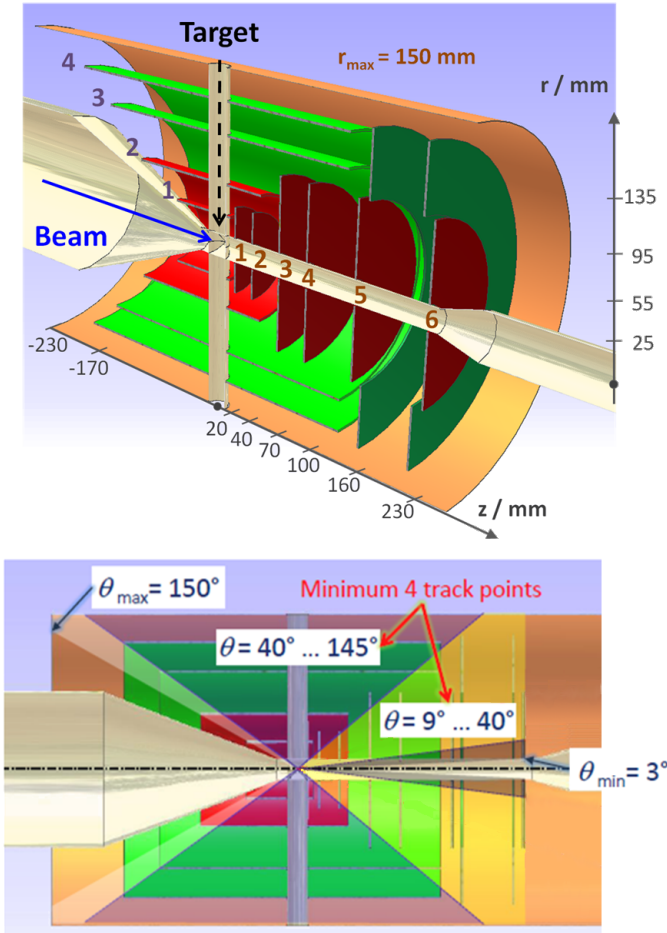 Target
r_max = 150 mm
4
3
2
1
r / mm
135
95
55
25
Beam
1
2
3
4
5
6
-230
-170
20
40
70
100
160
230
z / mm
θ_max = 150°
Minimum 4 track points
θ = 40° ... 145°
θ = 9° ... 40°
θ_min = 3°